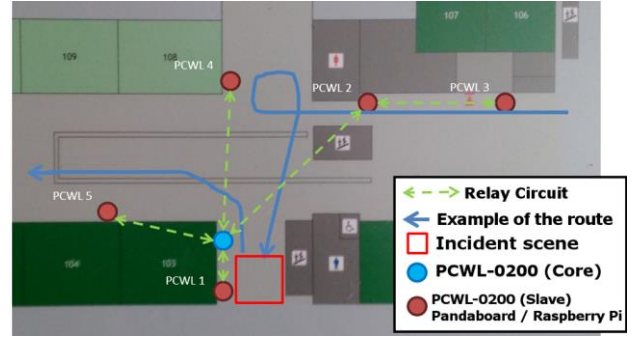 107
106
109
108
PCWL 4
PCWL 2
PCWL 3
PCWL 5
104
103
PCWL 1
Relay Circuit
Example of the route
Incident scene
PCWL-0200 (Core)
PCWL-0200 (Slave)
Pandaboard / Raspberry Pi